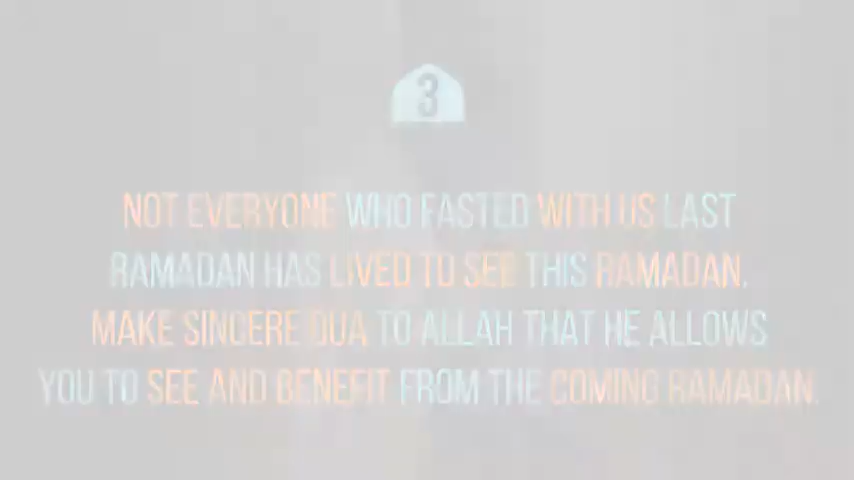 3
NOT EVERYONE WHO FASTED WITH US LAST
RAMADAN HAS LIVED TO SEE THIS RAMADAN.
MAKE SINCERE DUA TO ALLAH THAT HE ALLOWS
YOU TO SEE AND BENEFIT FROM THE COMING RAMADAN.